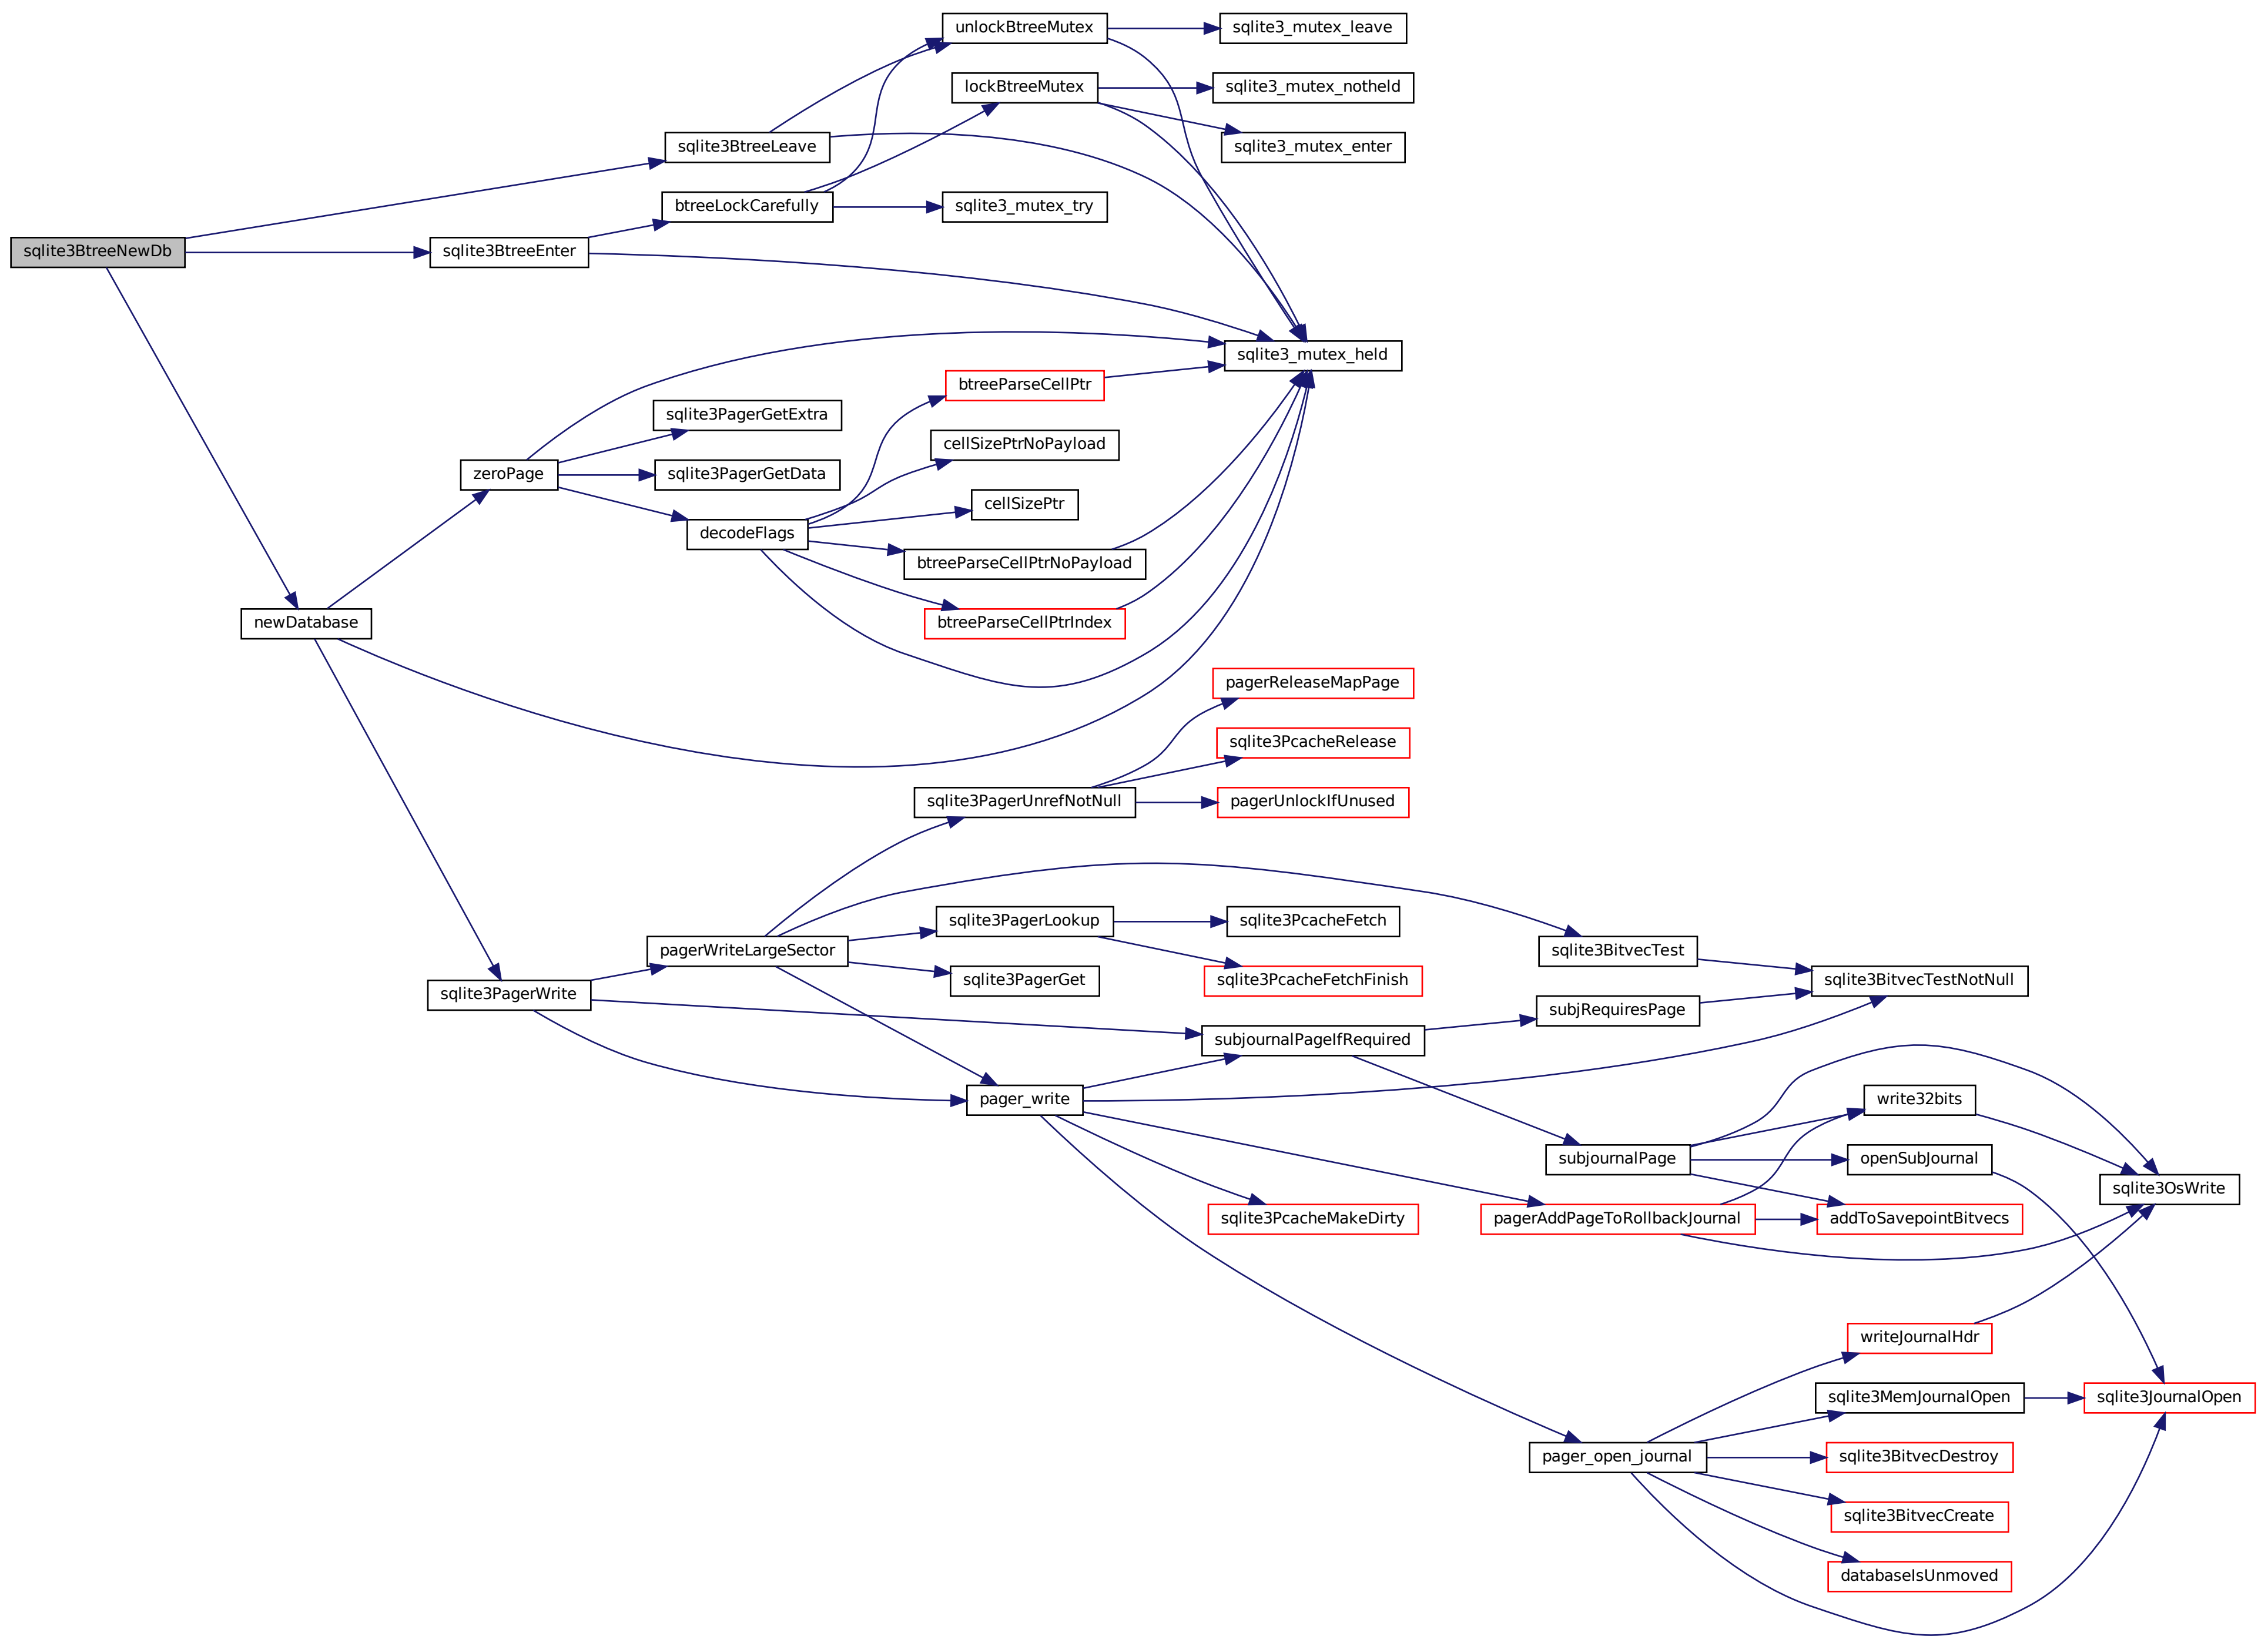 unlockBtreeMutex
sqlite3_mutex_leave
lockBtreeMutex
sqlite3_mutex_notheld
sqlite3BtreeLeave
sqlite3_mutex_enter
btreeLockCarefully
sqlite3_mutex_try
sqlite3BtreeNewDb
sqlite3BtreeEnter
sqlite3_mutex_held
btreeParseCellPtr
sqlite3PagerGetExtra
cellSizePtrNoPayload
zeroPage
sqlite3PagerGetData
cellSizePtr
decodeFlags
btreeParseCellPtrNoPayload
newDatabase
btreeParseCellPtrIndex
pagerReleaseMapPage
sqlite3PcacheRelease
sqlite3PagerUnrefNotNull
pagerUnlockIfUnused
sqlite3PagerLookup
sqlite3PcacheFetch
pagerWriteLargeSector
sqlite3BitvecTest
sqlite3PagerGet
sqlite3PcacheFetchFinish
sqlite3BitvecTestNotNull
sqlite3PagerWrite
subjRequiresPage
subjournalPageIfRequired
pager_write
write32bits
subjournalPage
openSubJournal
sqlite3OsWrite
sqlite3PcacheMakeDirty
pagerAddPageToRollbackJournal
addToSavepointBitvecs
writeJournalHdr
sqlite3MemJournalOpen
sqlite3JournalOpen
pager_open_journal
sqlite3BitvecDestroy
sqlite3BitvecCreate
databaseIsUnmoved